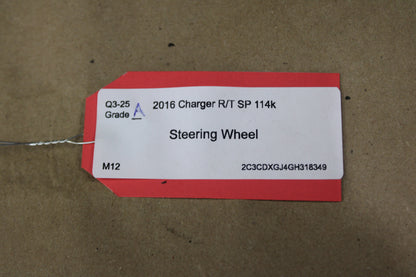 Q3-25 2016 Charger R/T SP 114k
Grade A
Steering Wheel
M12 2C3CDXGJ4GH318349